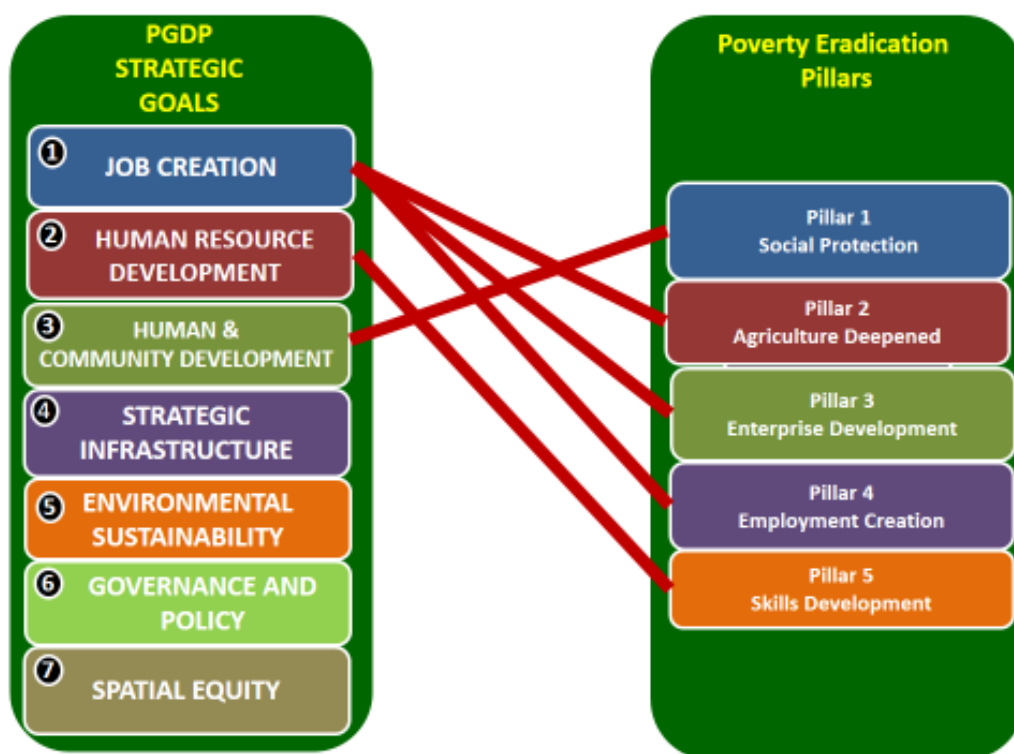 PGDP
STRATEGIC
GOALS
1
JOB CREATION
2
HUMAN RESOURCE
DEVELOPMENT
3
HUMAN &
COMMUNITY DEVELOPMENT
4
STRATEGIC
INFRASTRUCTURE
5
ENVIRONMENTAL
SUSTAINABILITY
6
GOVERNANCE AND
POLICY
7
SPATIAL EQUITY
Poverty Eradication
Pillars
Pillar 1
Social Protection
Pillar 2
Agriculture Deepened
Pillar 3
Enterprise Development
Pillar 4
Employment Creation
Pillar 5
Skills Development